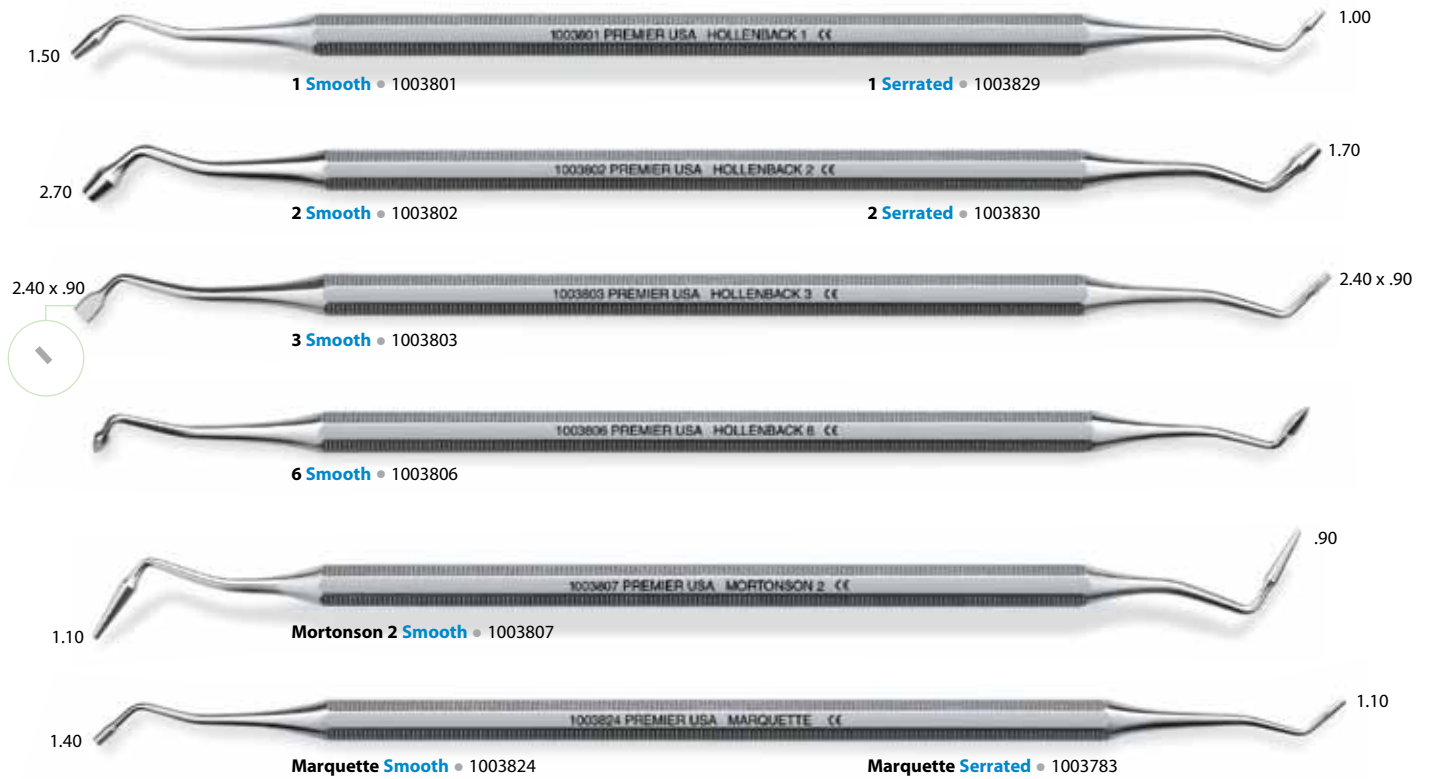 1.00
1003801 PREMIER USA HOLLENBACK 1 CE
1.50
1 Smooth • 1003801 1 Serrated • 1003829
1.70
1003802 PREMIER USA HOLLENBACK 2 CE
2.70
2 Smooth • 1003802 2 Serrated • 1003830
2.40 x .90 1003803 PREMIER USA HOLLENBACK 3 CE 2.40 x .90
3 Smooth • 1003803
1003806 PREMIER USA HOLLENBACK 6 CE
6 Smooth • 1003806
.90
1003807 PREMIER USA MORTONSON 2 CE
1.10
Mortonson 2 Smooth • 1003807
1.10
1003824 PREMIER USA MARQUETTE CE
1.40
Marquette Smooth • 1003824 Marquette Serrated • 1003783